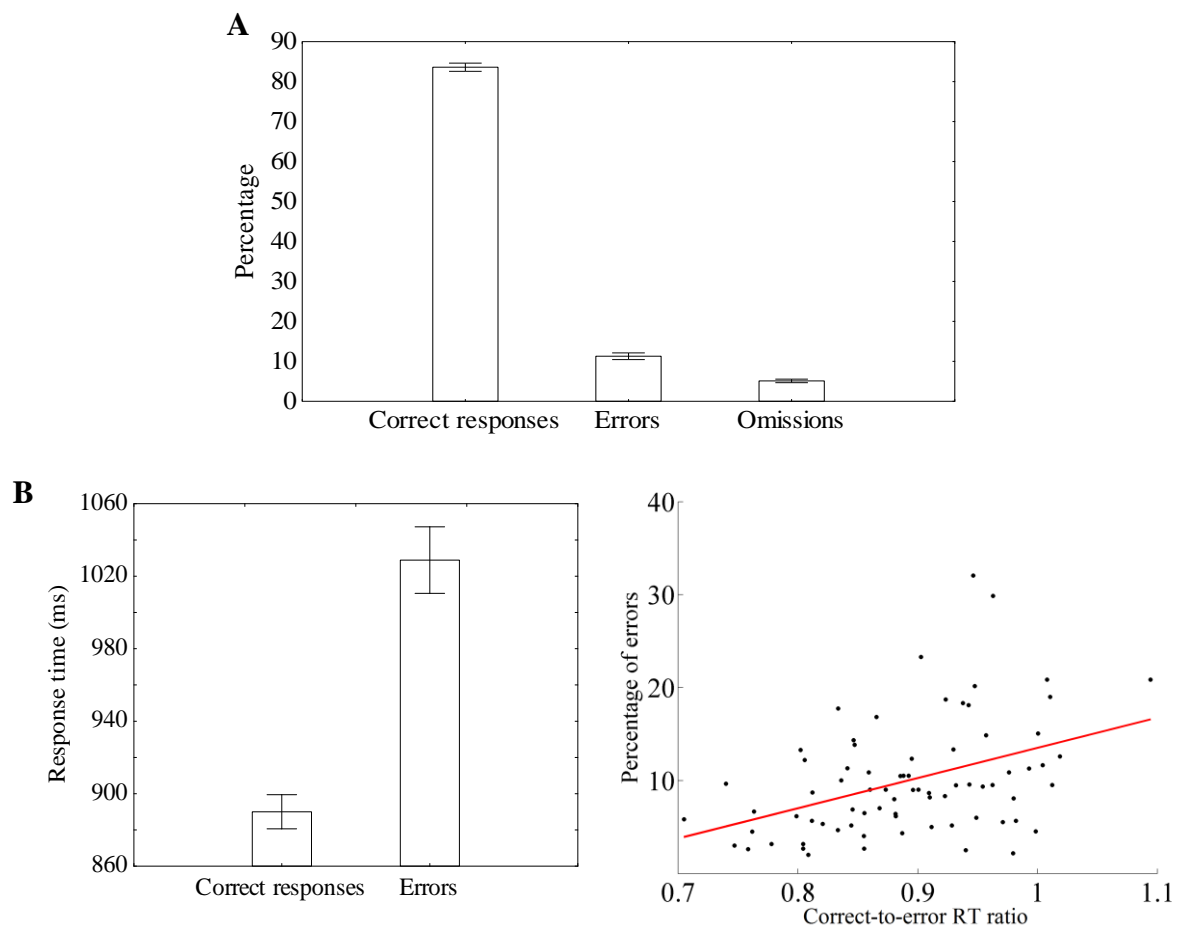 A
90
80
70
60
50
40
30
20
10
0
Percentage
Correct responses Errors Omissions
B
1060
1020
980
940
900
860
Response time (ms)
Correct responses Errors
40
30
20
10
Percentage of errors
0.7 0.8 0.9 1 1.1
Correct-to-error RT ratio